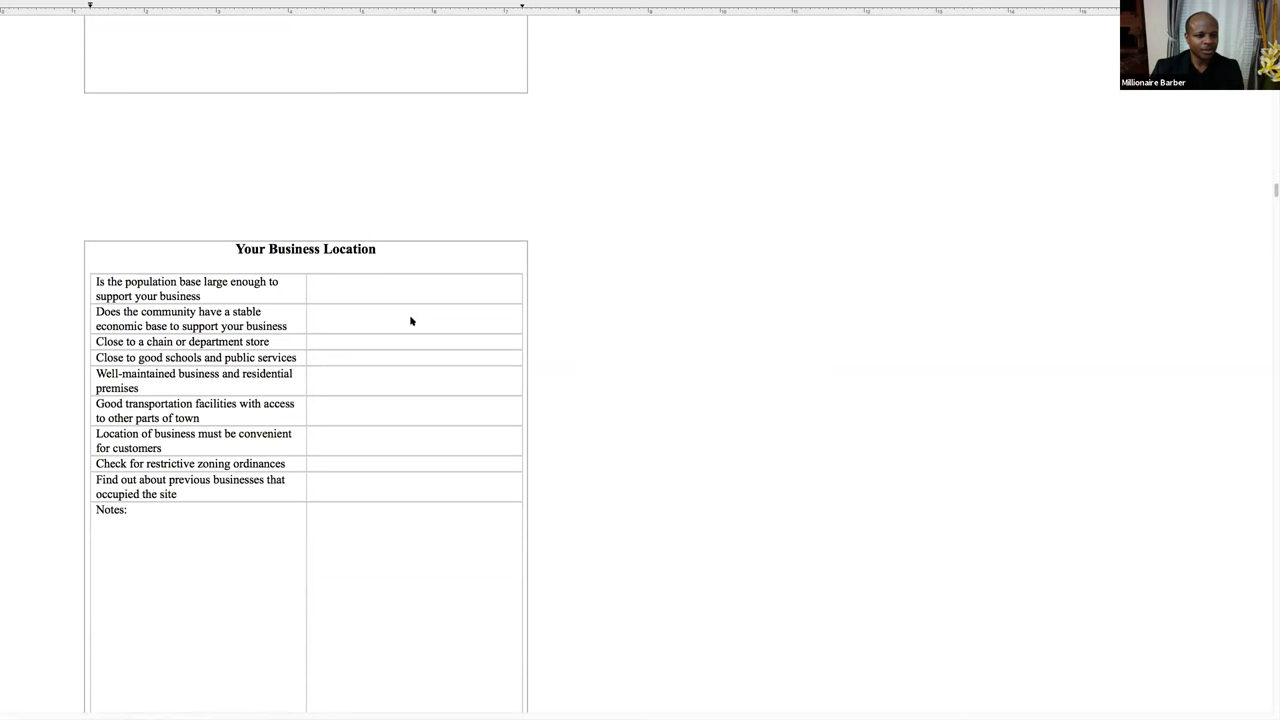 Millionaire Barber
Your Business Location
Is the population base large enough to
support your business
Does the community have a stable
economic base to support your business
Close to a chain or department store
Close to good schools and public services
Well-maintained business and residential
premises
Good transportation facilities with access
to other parts of town
Location of business must be convenient
for customers
Check for restrictive zoning ordinances
Find out about previous businesses that
occupied the site
Notes: